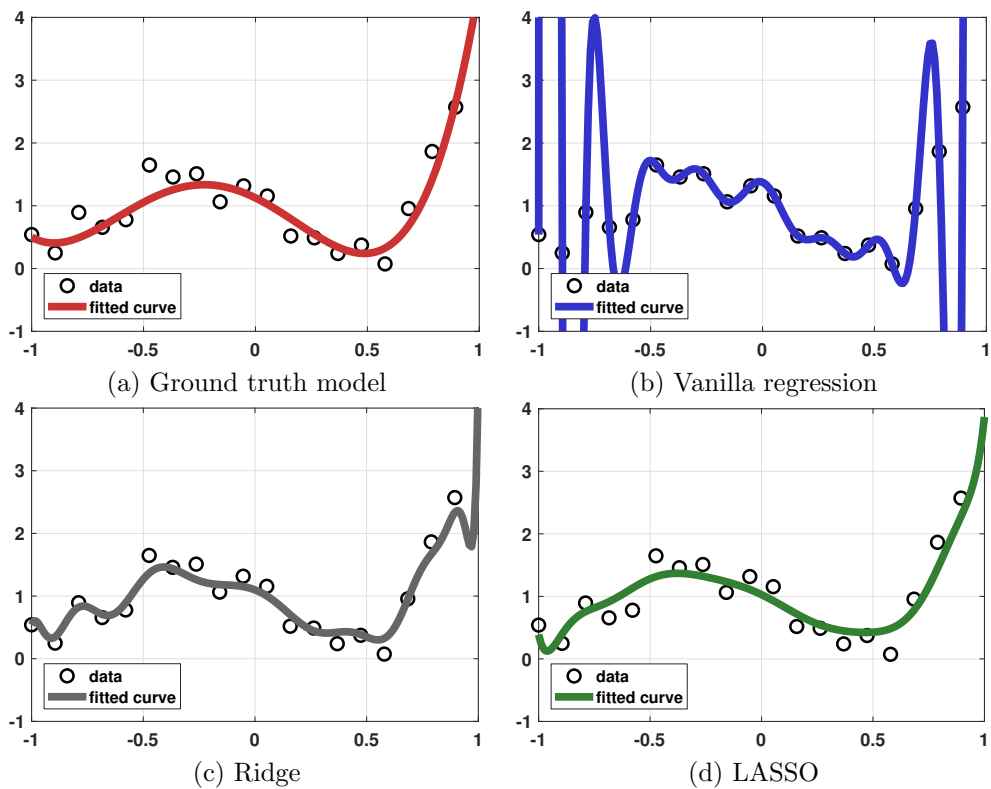 4
3
2
1
0
-1
-1 -0.5 0 0.5 1
data
fitted curve
(a) Ground truth model
4
3
2
1
0
-1
-1 -0.5 0 0.5 1
data
fitted curve
(b) Vanilla regression
4
3
2
1
0
-1
-1 -0.5 0 0.5 1
data
fitted curve
(c) Ridge
4
3
2
1
0
-1
-1 -0.5 0 0.5 1
data
fitted curve
(d) LASSO